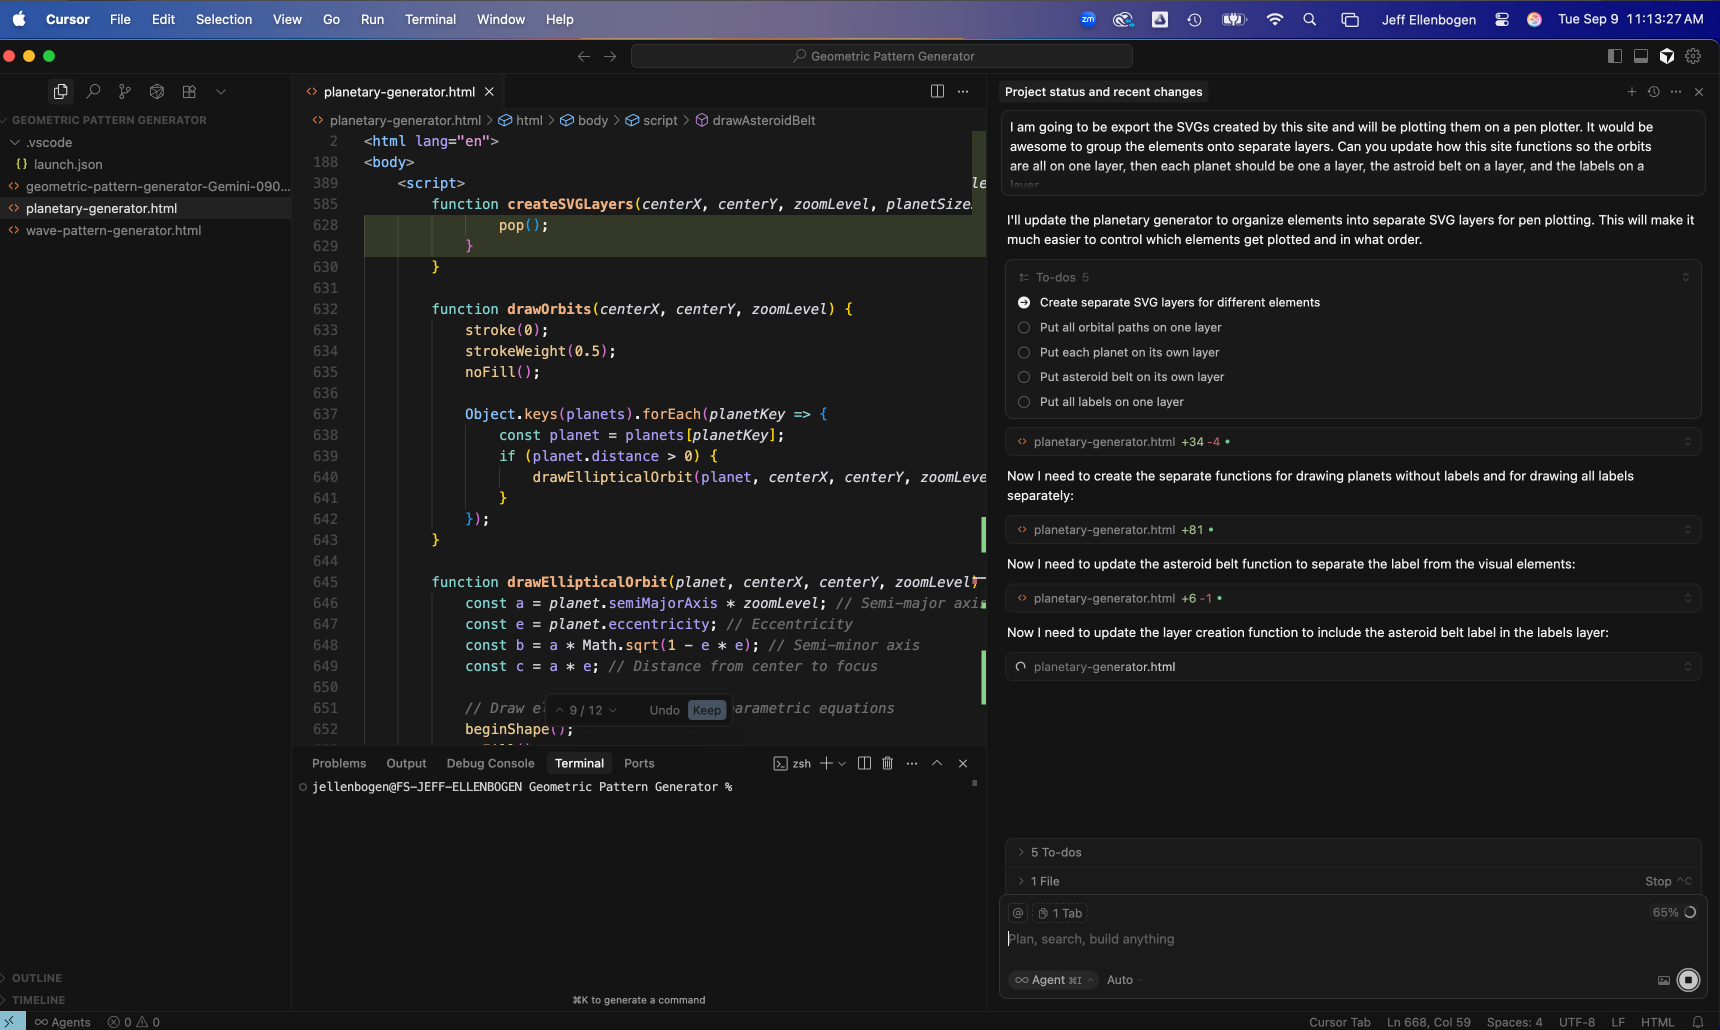 Cursor File Edit Selection View Go Run Terminal Window Help
zm
Jeff Ellenbogen
Tue Sep 9 11:13:27 AM
Geometric Pattern Generator
GEOMETRIC PATTERN GENERATOR
.vscode
{} launch.json
<> geometric-pattern-generator-Gemini-090...
<> planetary-generator.html
<> wave-pattern-generator.html
OUTLINE
TIMELINE
<> planetary-generator.html
<> planetary-generator.html > html > body > script > drawAsteroidBelt
2 <html lang="en">
188 <body>
389 <script>
585 function createSVGLayers(centerX, centerY, zoomLevel, planetSize
628 pop();
629 }
630 }
631
632 function drawOrbits(centerX, centerY, zoomLevel) {
633 stroke(0);
634 strokeWeight(0.5);
635 noFill();
636
637 Object.keys(planets).forEach(planetKey => {
638 const planet = planets[planetKey];
639 if (planet.distance > 0) {
640 drawEllipticalOrbit(planet, centerX, centerY, zoomLeve
641 }
642 });
643 }
644
645 function drawEllipticalOrbit(planet, centerX, centerY, zoomLevel)
646 const a = planet.semiMajorAxis * zoomLevel; // Semi-major axis
647 const e = planet.eccentricity; // Eccentricity
648 const b = a * Math.sqrt(1 - e * e); // Semi-minor axis
649 const c = a * e; // Distance from center to focus
650
651 // Draw el arametric equations
9 / 12 Undo Keep
652 beginShape();
Problems Output Debug Console Terminal Ports
zsh
jellenbogen@FS-JEFF-ELLENBOGEN Geometric Pattern Generator %
⌘K to generate a command
Project status and recent changes
I am going to be export the SVGs created by this site and will be plotting them on a pen plotter. It would be
awesome to group the elements onto separate layers. Can you update how this site functions so the orbits
are all on one layer, then each planet should be one a layer, the astroid belt on a layer, and the labels on a
layer
I'll update the planetary generator to organize elements into separate SVG layers for pen plotting. This will make it
much easier to control which elements get plotted and in what order.
To-dos 5
Create separate SVG layers for different elements
Put all orbital paths on one layer
Put each planet on its own layer
Put asteroid belt on its own layer
Put all labels on one layer
<> planetary-generator.html +34 -4 •
Now I need to create the separate functions for drawing planets without labels and for drawing all labels
separately:
<> planetary-generator.html +81 •
Now I need to update the asteroid belt function to separate the label from the visual elements:
<> planetary-generator.html +6 -1 •
Now I need to update the layer creation function to include the asteroid belt label in the labels layer:
planetary-generator.html
5 To-dos
1 File
Stop ^C
@ 1 Tab
65%
Plan, search, build anything
∞ Agent ⌘I
Auto
∞ Agents 0 0
Cursor Tab Ln 668, Col 59 Spaces: 4 UTF-8 LF HTML